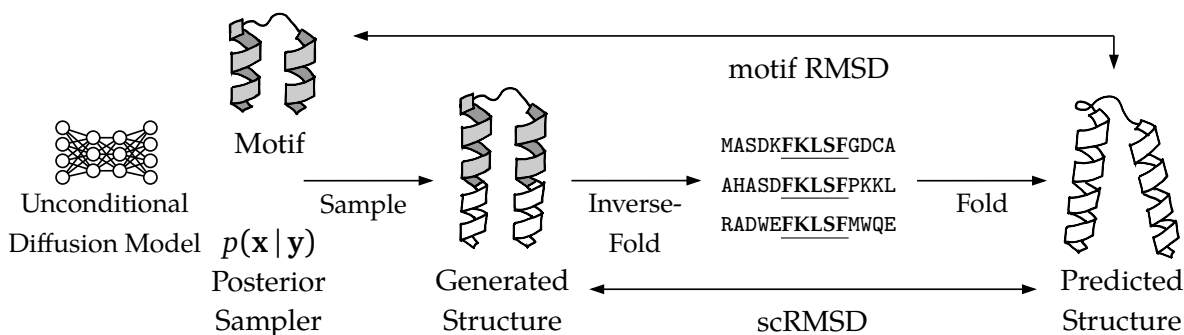 motif RMSD
Motif
Unconditional
Diffusion Model
p(x | y)
Posterior
Sampler
Sample
Generated
Structure
Inverse-
Fold
MASDKFKLSFGDCA
AHASDFKLSFPKKL
RADWEFKLSFMWQE
Fold
scRMSD
Predicted
Structure